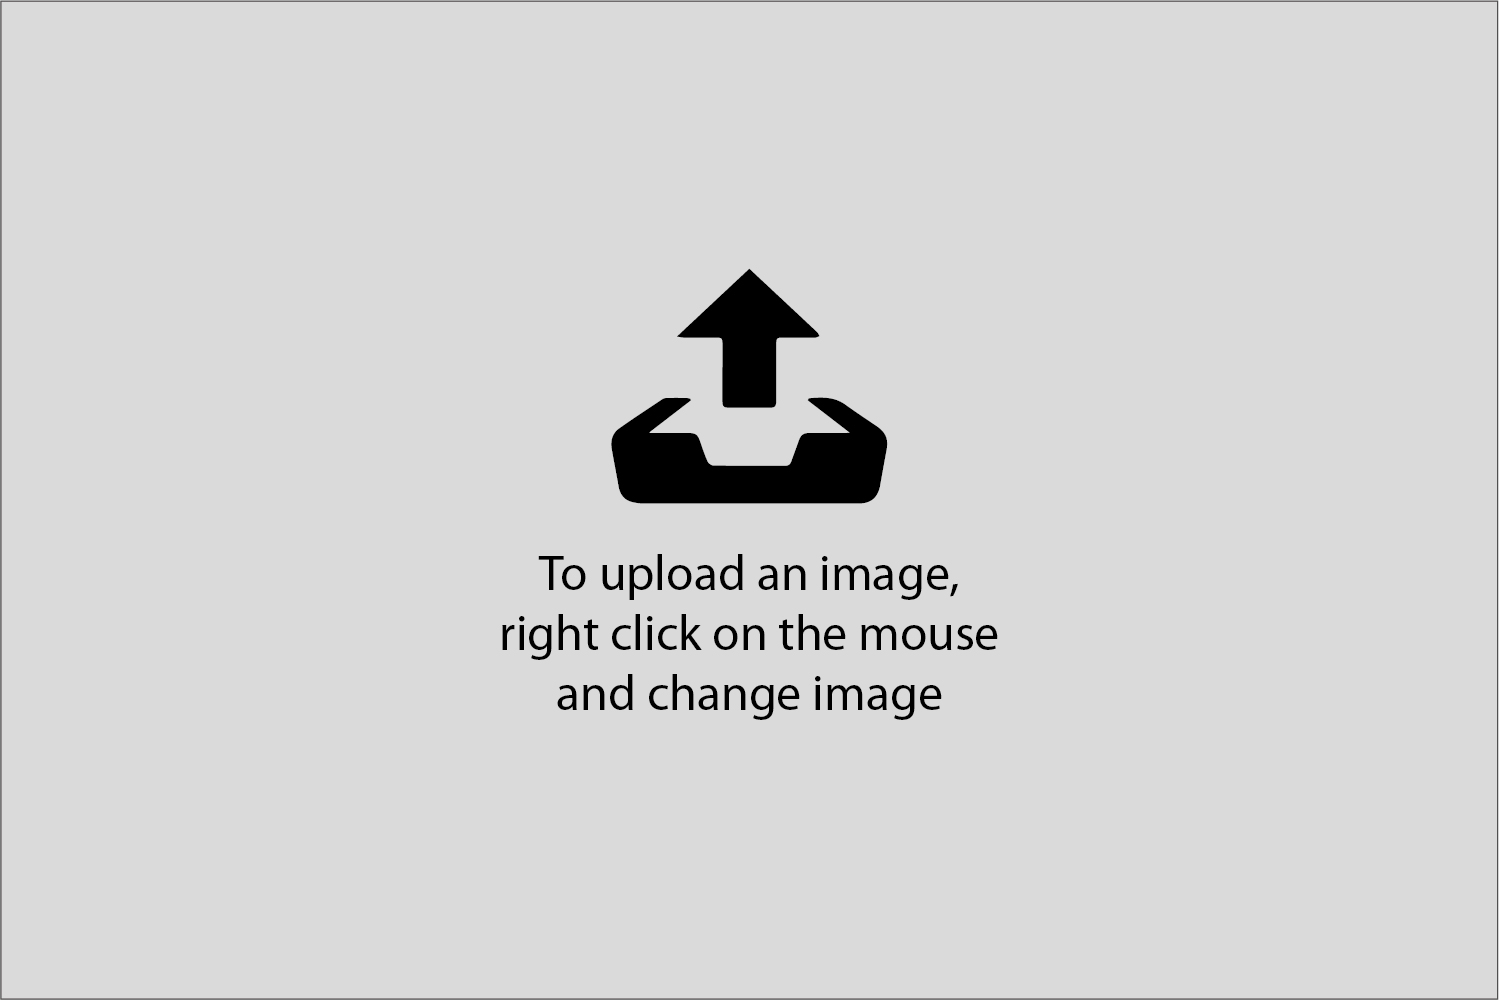 To upload an image,
right click on the mouse
and change image